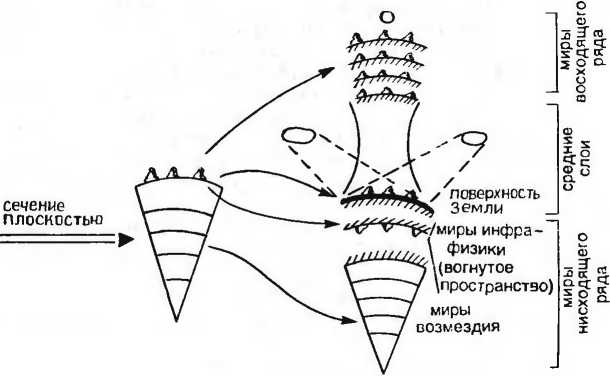 миры
восходящего
ряда
средние
слои
сечение
плоскостью
поверхность
Земли
миры инфра-
физики
(вогнутое
пространство)
миры
возмездия
миры
нисходящего
ряда